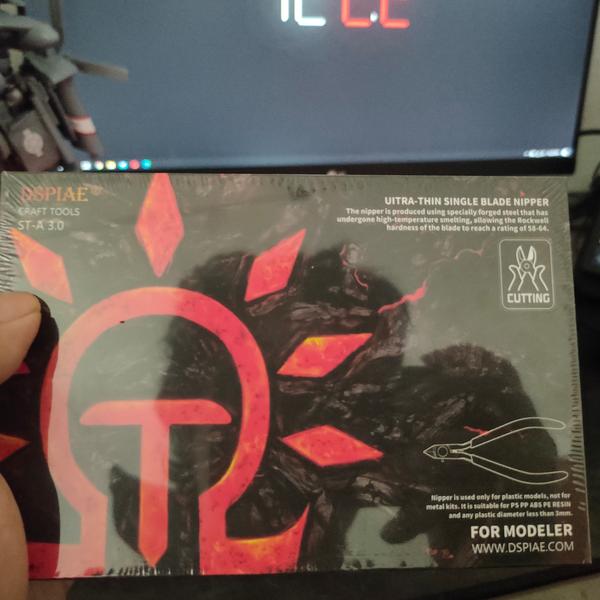 DSPIAE
CRAFT TOOLS
ST-A 3.0
UITRA-THIN SINGLE BLADE NIPPER
The nipper is produced using specially forged steel that has
undergone high-temperature smelting, allowing the Rockwell
hardness of the blade to reach a rating of 58-64.
CUTTING
Nipper is used only for plastic models, not for
metal kits. It is suitable for PS PP ABS PE RESIN
and any plastic diameter less than 3mm.
FOR MODELER
WWW.DSPIAE.COM